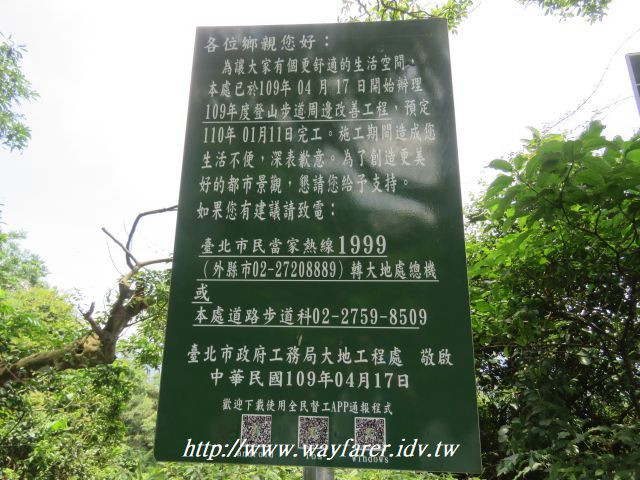 各位鄉親您好：
為讓大家有個更舒適的生活空間、
本處已於109年 04 月 17 日開始辦理
109年度登山步道周邊改善工程，預定
110年 01月11日完工。施工期間造成您
生活不便，深表歉意。為了創造更美
好的都市景觀，懇請您給予支持。
如果您有建議請致電：
臺北市民當家熱線1999
（外縣市02-27208889）轉大地處總機
或
本處道路步道科02-2759-8509
臺北市政府工務局大地工程處 敬啟
中華民國109年04月17日
歡迎下載使用全民督工APP通報程式
windows
http://www.wayfarer.idv.tw